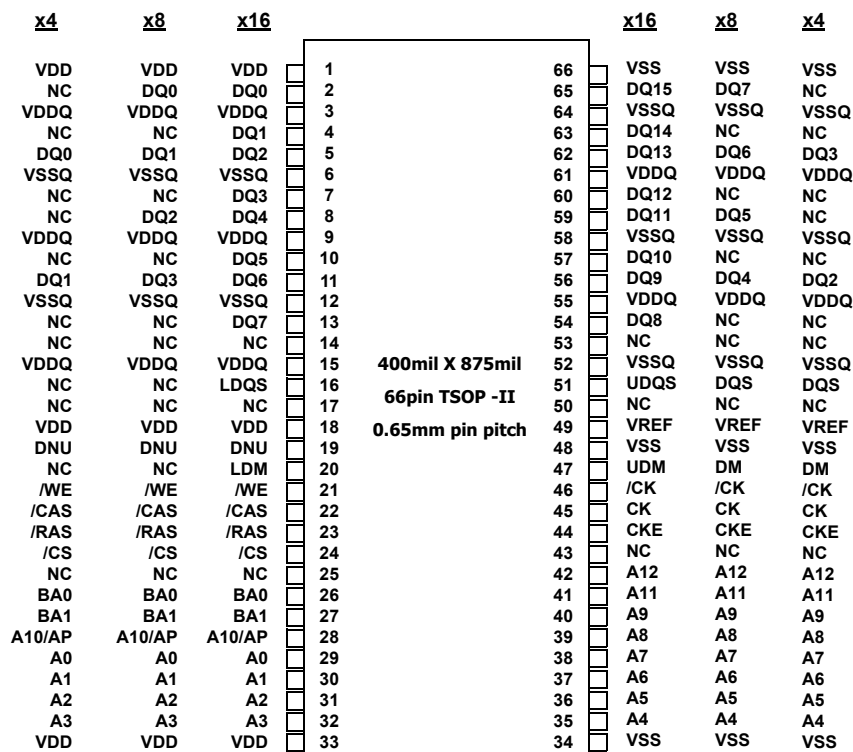 x4 x8 x16 x16 x8 x4
VDD VDD VDD 1 66 VSS VSS VSS
NC DQ0 DQ0 2 65 DQ15 DQ7 NC
VDDQ VDDQ VDDQ 3 64 VSSQ VSSQ VSSQ
NC NC DQ1 4 63 DQ14 NC NC
DQ0 DQ1 DQ2 5 62 DQ13 DQ6 DQ3
VSSQ VSSQ VSSQ 6 61 VDDQ VDDQ VDDQ
NC NC DQ3 7 60 DQ12 NC NC
NC DQ2 DQ4 8 59 DQ11 DQ5 NC
VDDQ VDDQ VDDQ 9 58 VSSQ VSSQ VSSQ
NC NC DQ5 10 57 DQ10 NC NC
DQ1 DQ3 DQ6 11 56 DQ9 DQ4 DQ2
VSSQ VSSQ VSSQ 12 55 VDDQ VDDQ VDDQ
NC NC DQ7 13 54 DQ8 NC NC
NC NC NC 14 53 NC NC NC
VDDQ VDDQ VDDQ 15 400mil X 875mil 52 VSSQ VSSQ VSSQ
NC NC LDQS 16 66pin TSOP -II 51 UDQS DQS DQS
NC NC NC 17 50 NC NC NC
VDD VDD VDD 18 0.65mm pin pitch 49 VREF VREF VREF
DNU DNU DNU 19 48 VSS VSS VSS
NC NC LDM 20 47 UDM DM DM
/WE /WE /WE 21 46 /CK /CK /CK
/CAS /CAS /CAS 22 45 CK CK CK
/RAS /RAS /RAS 23 44 CKE CKE CKE
/CS /CS /CS 24 43 NC NC NC
NC NC NC 25 42 A12 A12 A12
BA0 BA0 BA0 26 41 A11 A11 A11
BA1 BA1 BA1 27 40 A9 A9 A9
A10/AP A10/AP A10/AP 28 39 A8 A8 A8
A0 A0 A0 29 38 A7 A7 A7
A1 A1 A1 30 37 A6 A6 A6
A2 A2 A2 31 36 A5 A5 A5
A3 A3 A3 32 35 A4 A4 A4
VDD VDD VDD 33 34 VSS VSS VSS